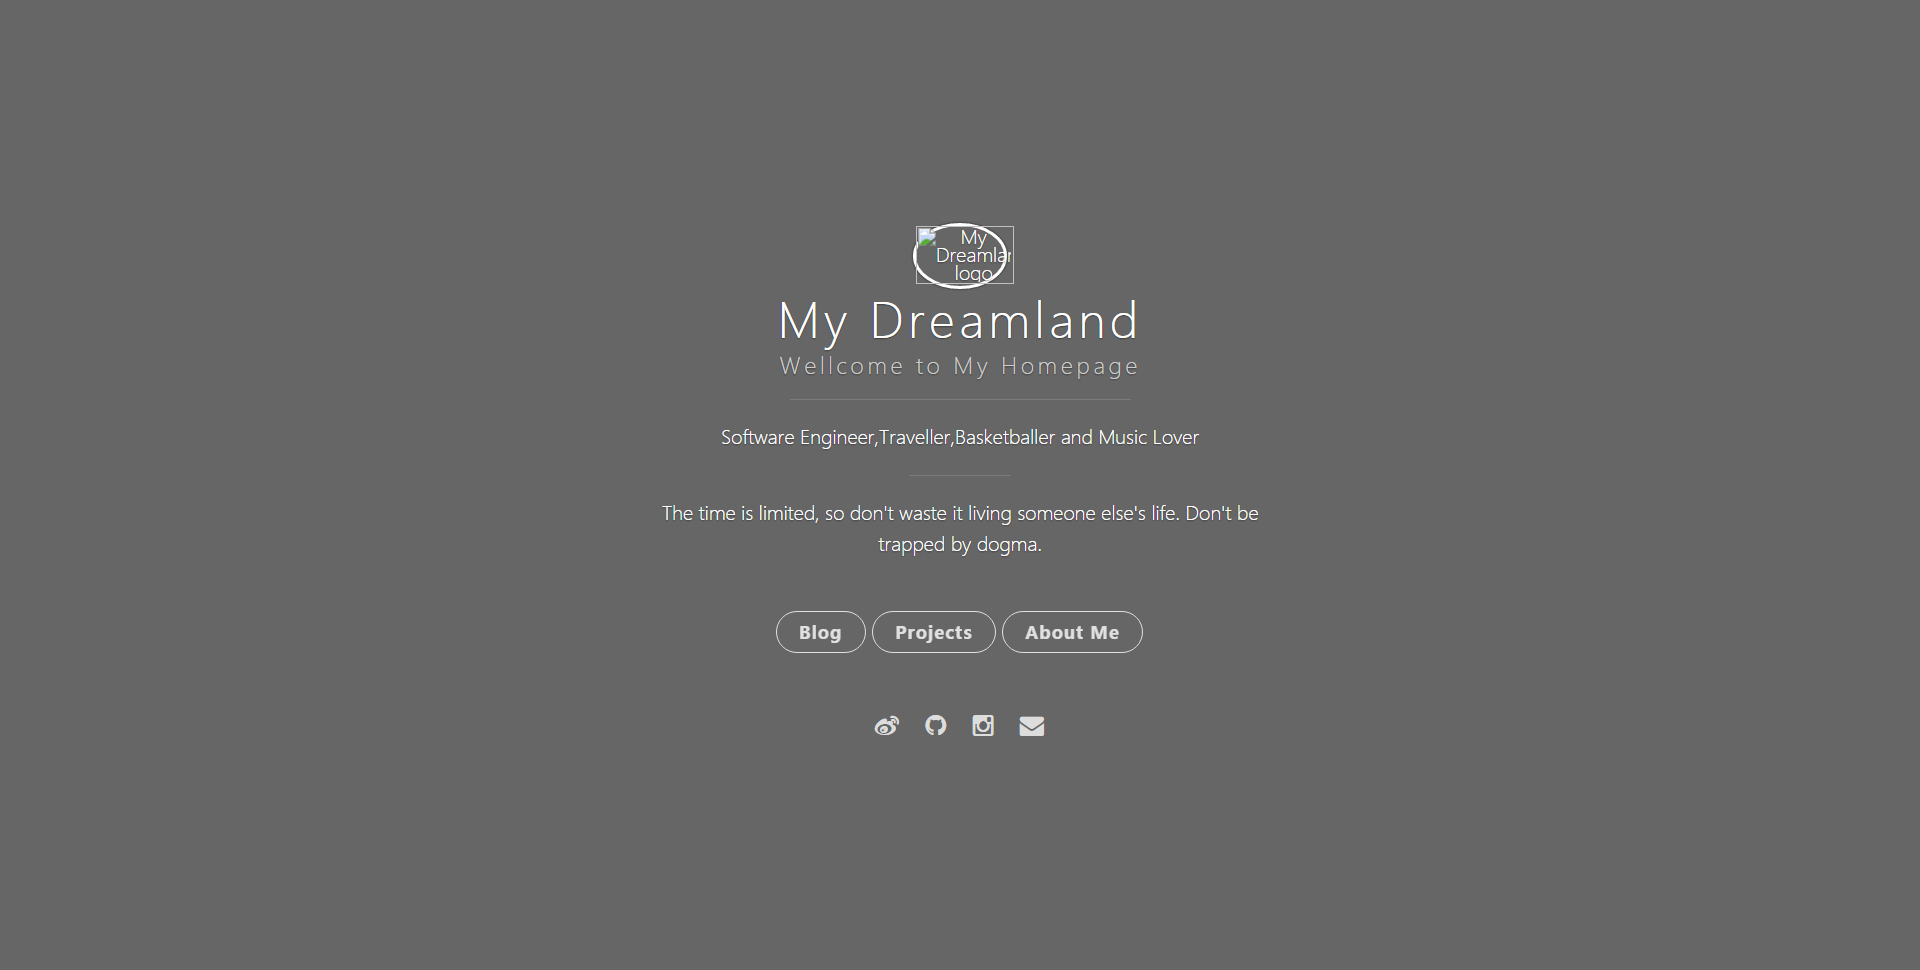 My
Dreamlan
logo
My Dreamland
Wellcome to My Homepage
Software Engineer,Traveller,Basketballer and Music Lover
The time is limited, so don't waste it living someone else's life. Don't be
trapped by dogma.
Blog Projects About Me